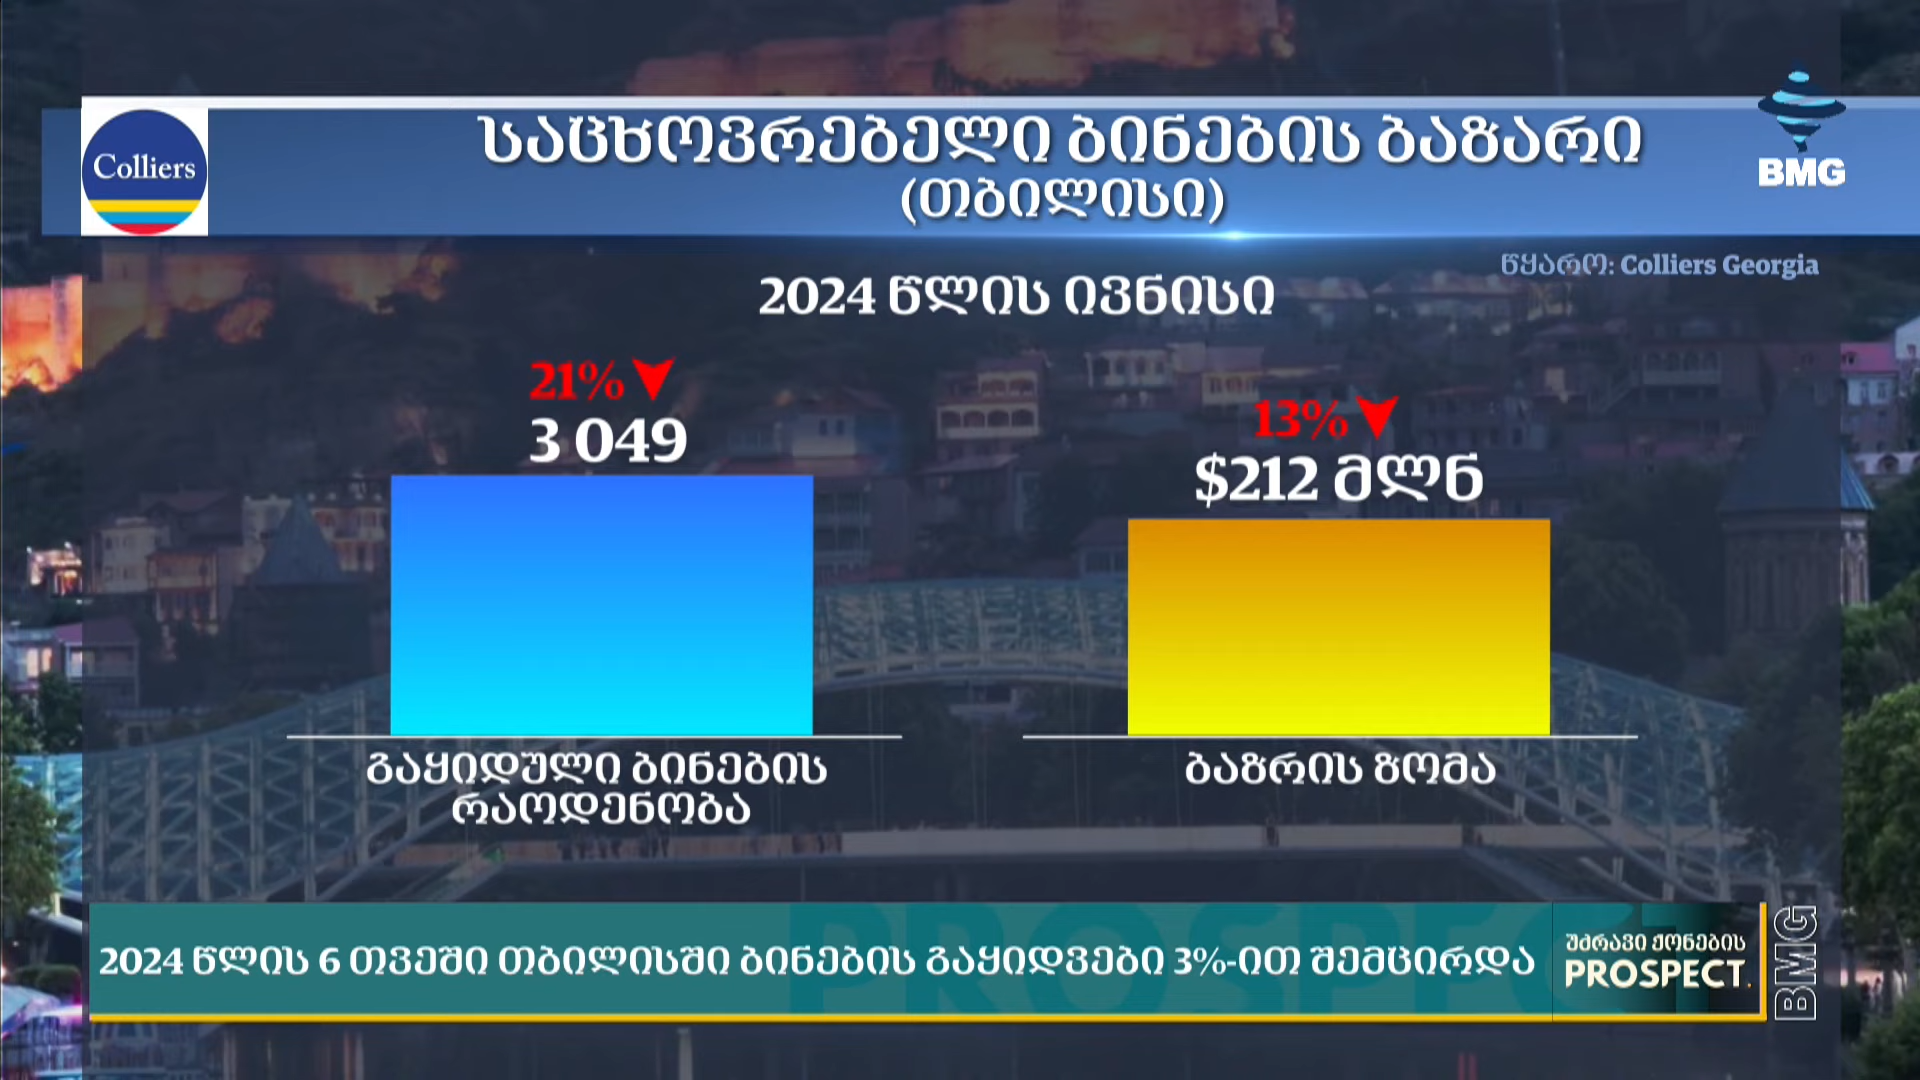 Colliers
ᲡᲐᲪᲮᲝᲕᲠᲔᲑᲔᲚᲘ ᲑᲘᲜᲔᲑᲘᲡ ᲑᲐᲖᲐᲠᲘ
(ᲗᲑᲘᲚᲘᲡᲘ)
BMG
წყარო: Colliers Georgia
2024 ᲬᲚᲘᲡ ᲘᲕᲜᲘᲡᲘ
21%
3 049
13%
$212 ᲛᲚᲜ
ᲒᲐᲧᲘᲓᲣᲚᲘ ᲑᲘᲜᲔᲑᲘᲡ
ᲠᲐᲝᲓᲔᲜᲝᲑᲐ
ᲑᲐᲖᲠᲘᲡ ᲖᲝᲛᲐ
2024 ᲬᲚᲘᲡ 6 ᲗᲕᲔᲨᲘ ᲗᲑᲘᲚᲘᲡᲨᲘ ᲑᲘᲜᲔᲑᲘᲡ ᲒᲐᲧᲘᲓᲕᲔᲑᲘ 3%-ᲘᲗ ᲨᲔᲛᲪᲘᲠᲓᲐ
ᲣᲫᲠᲐᲕᲘ ᲥᲝᲜᲔᲑᲘᲡ
PROSPECT.
BMG
PROSPECT